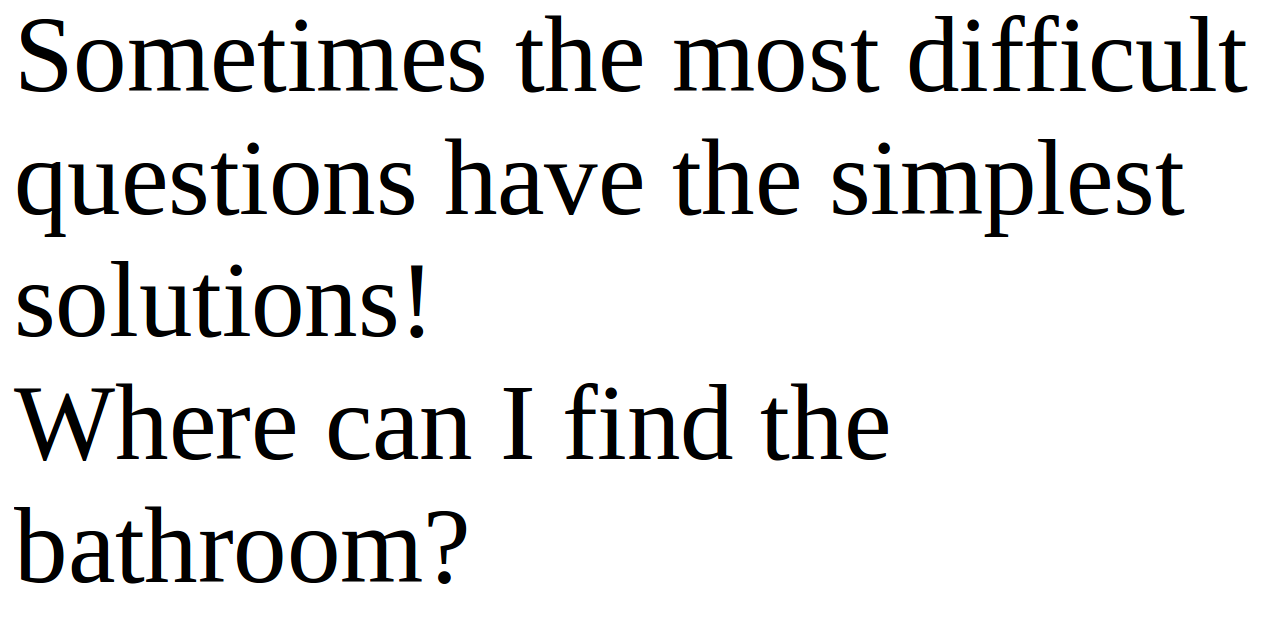 Sometimes the most difficult
questions have the simplest
solutions!
Where can I find the
bathroom?